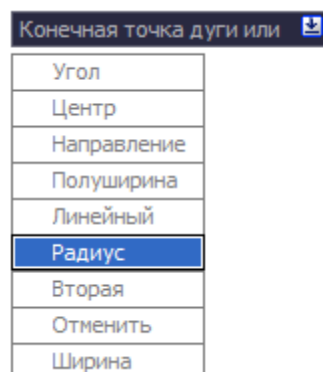 Конечная точка дуги или
Угол
Центр
Направление
Полуширина
Линейный
Радиус
Вторая
Отменить
Ширина